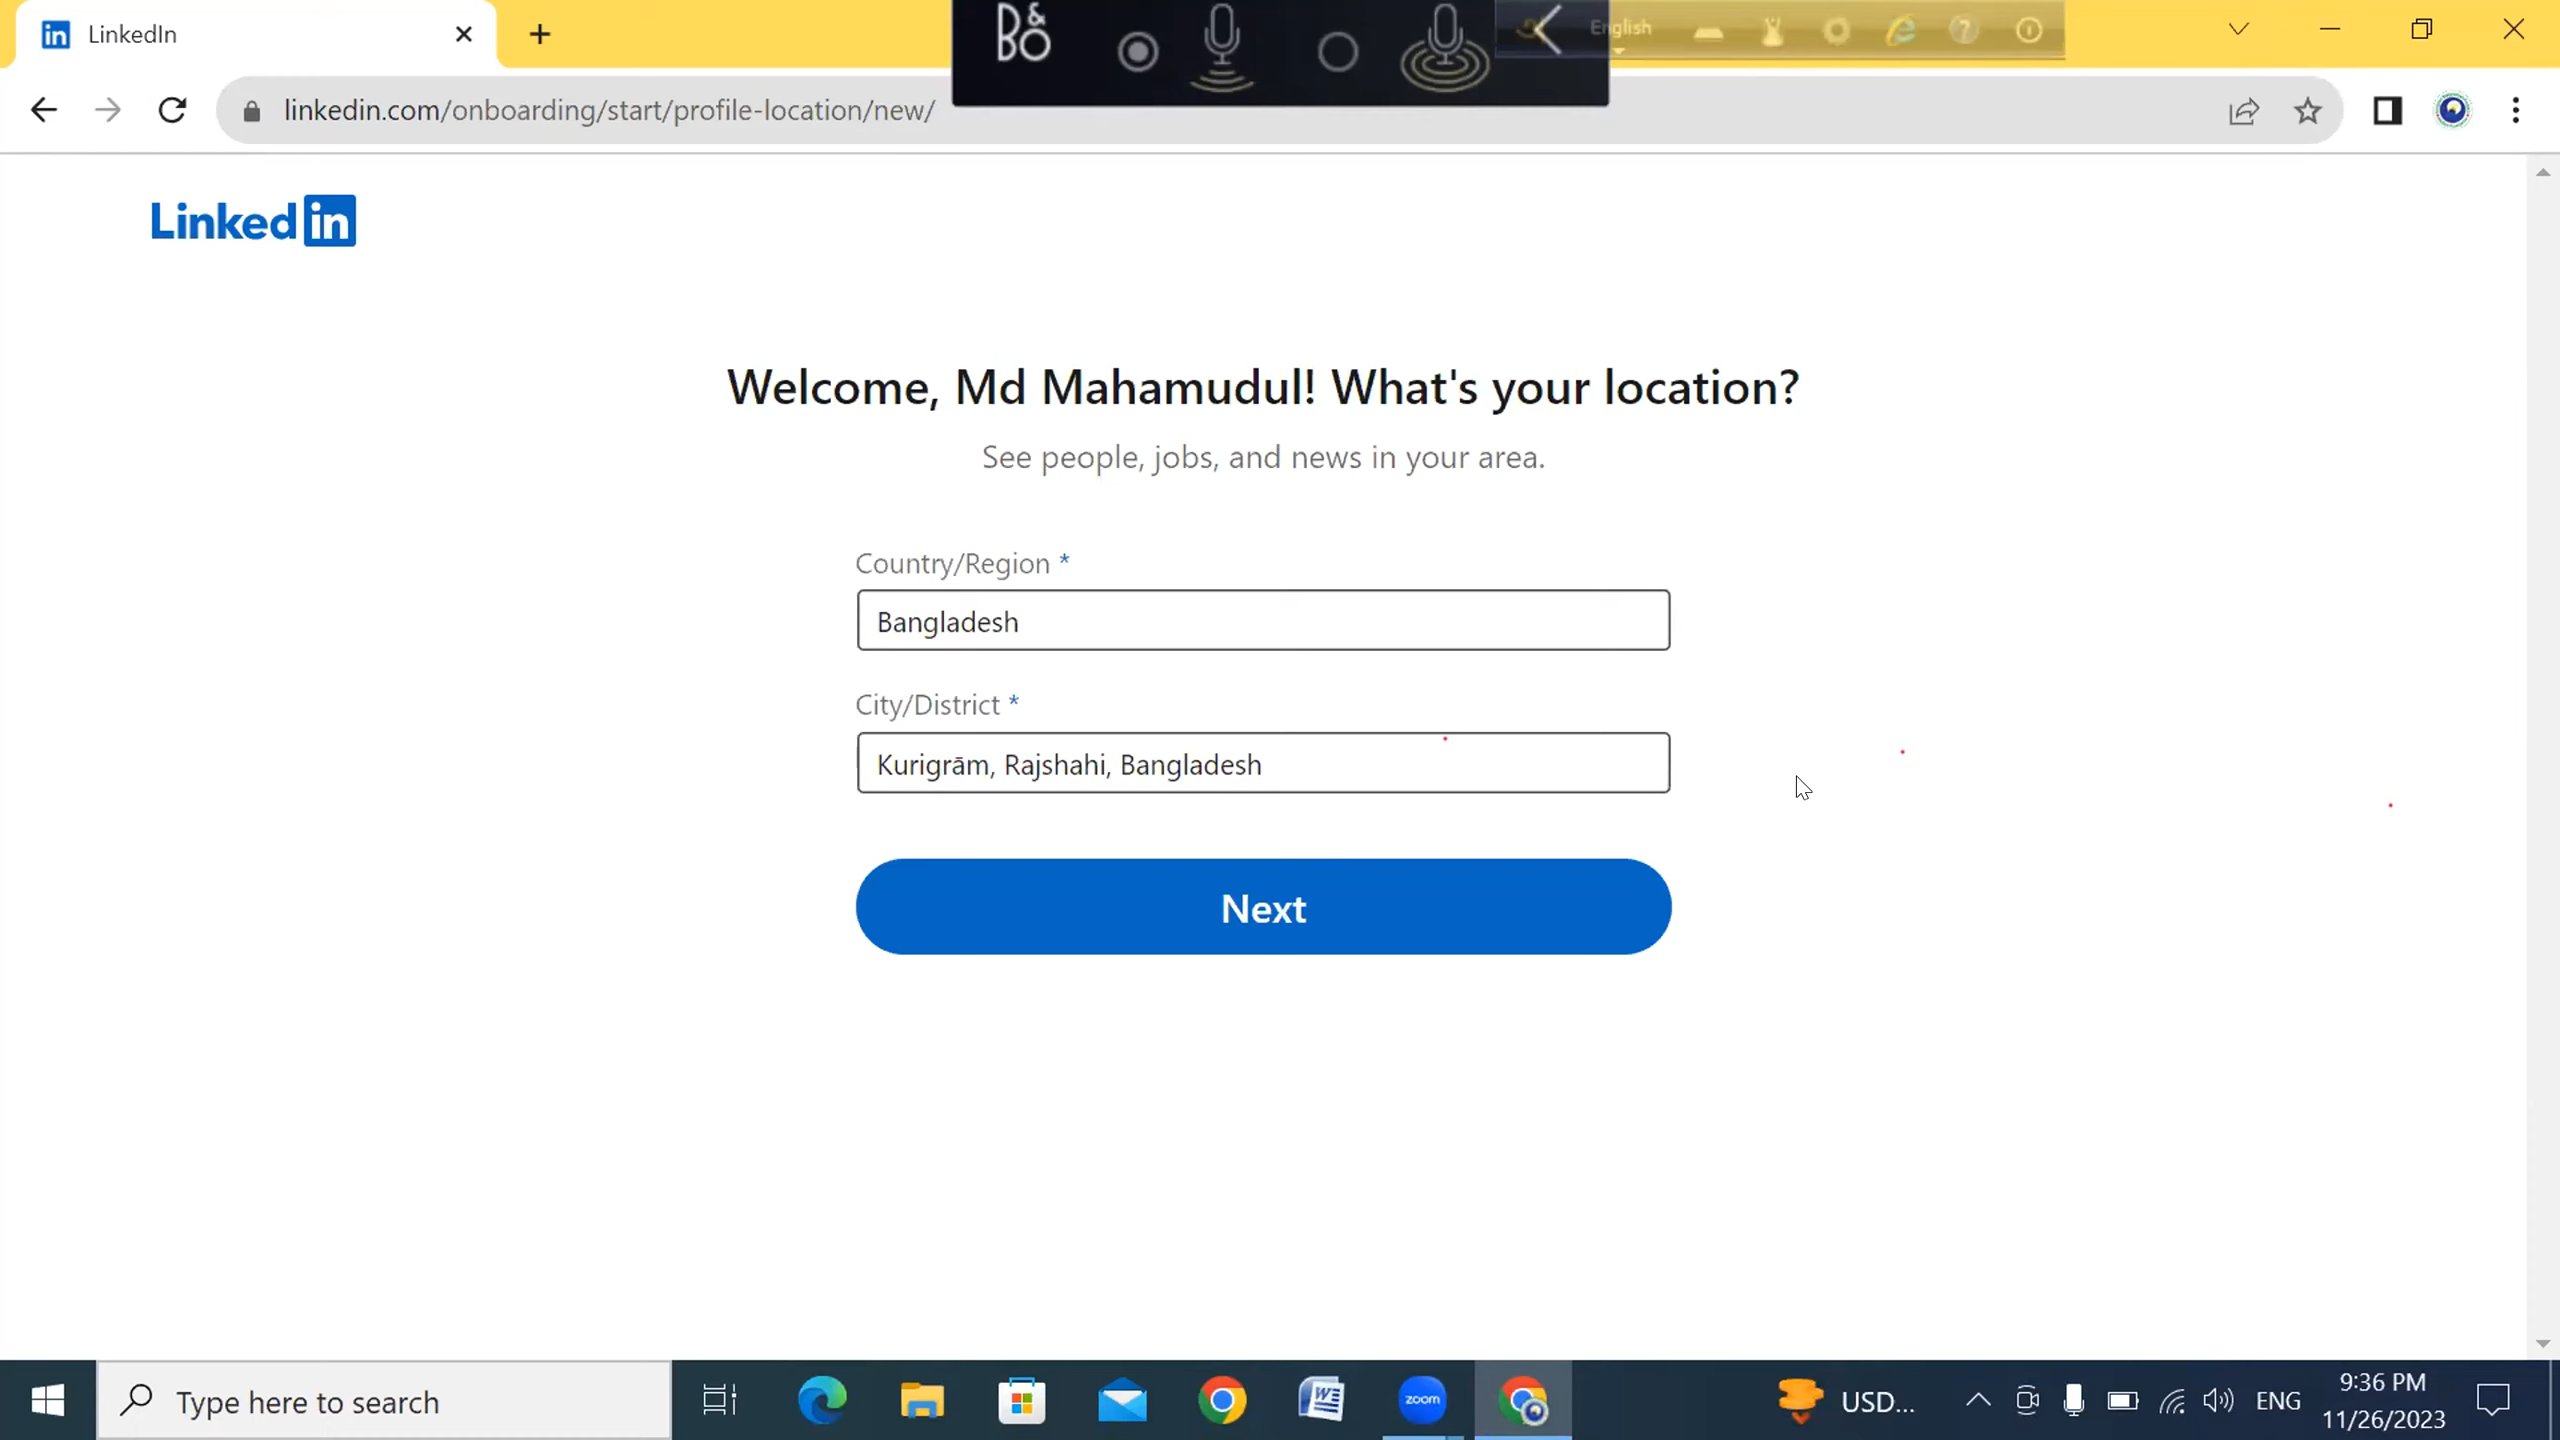 LinkedIn
B&O
English
linkedin.com/onboarding/start/profile-location/new/
Linkedin
Welcome, Md Mahamudul! What's your location?
See people, jobs, and news in your area.
Country/Region *
Bangladesh
City/District *
Kurigrām, Rajshahi, Bangladesh
Next
Type here to search
W
zoom
USD...
ENG
9:36 PM
11/26/2023